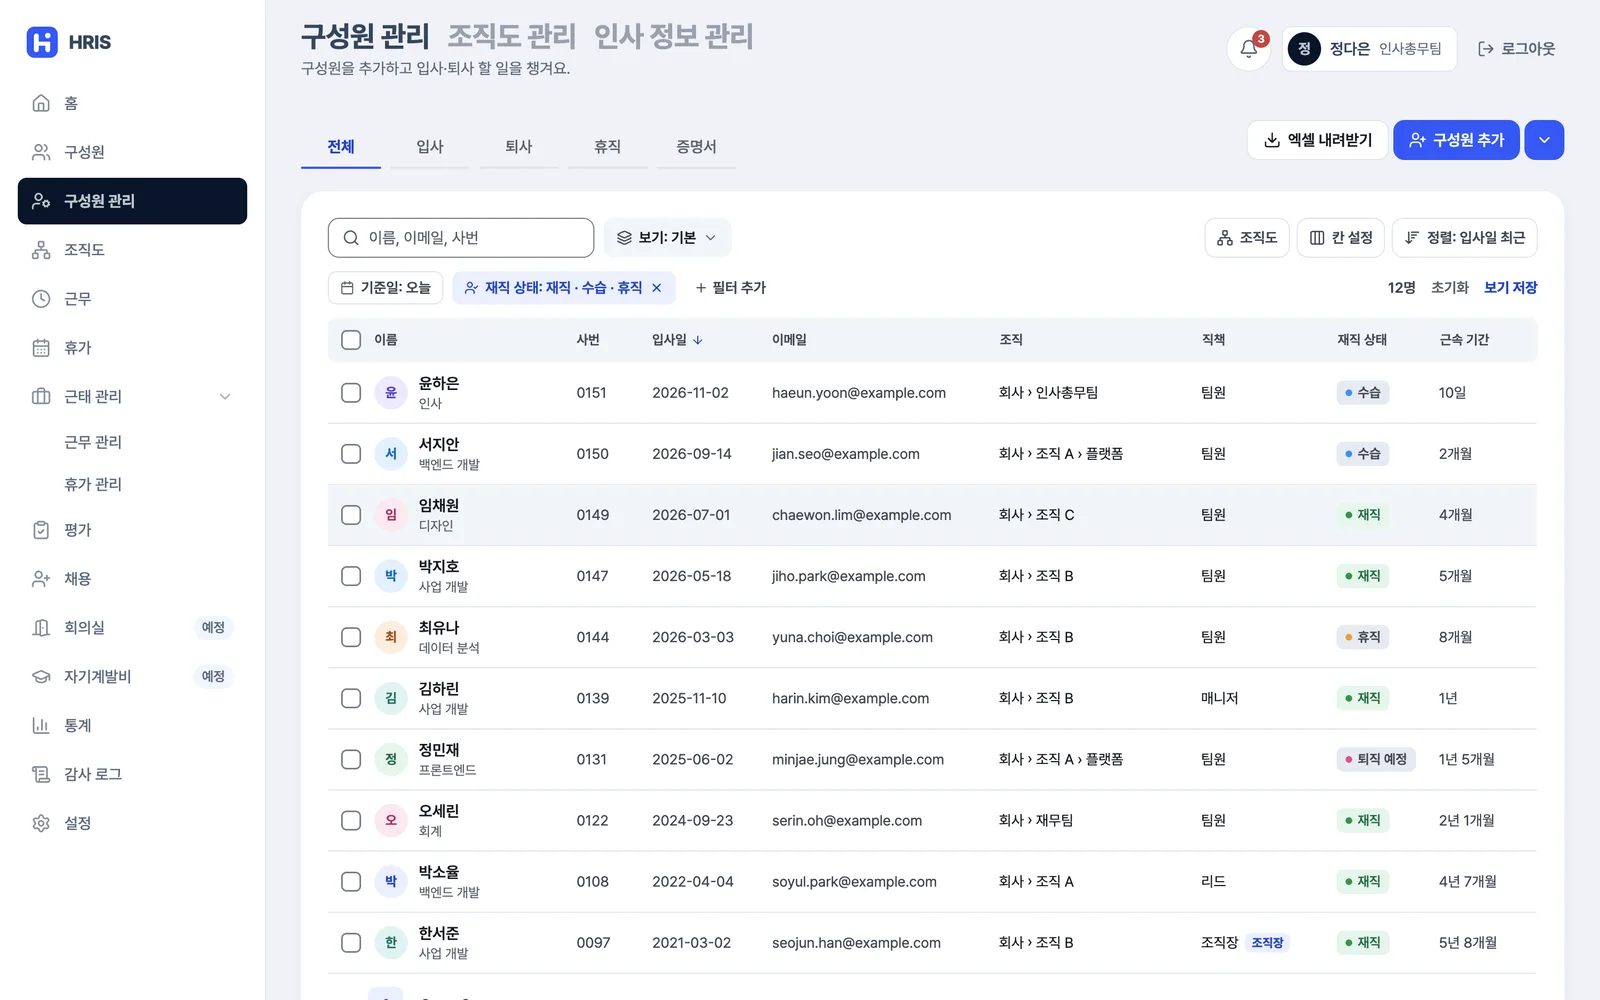 HRIS
홈
구성원
구성원 관리
조직도
근무
휴가
근태 관리
근무 관리
휴가 관리
평가
채용
회의실 예정
자기계발비 예정
통계
감사 로그
설정
구성원 관리 조직도 관리 인사 정보 관리
구성원을 추가하고 입사·퇴사 할 일을 챙겨요.
3
정 정다은 인사총무팀
로그아웃
전체 입사 퇴사 휴직 증명서
엑셀 내려받기 구성원 추가
이름, 이메일, 사번 보기: 기본 조직도 칸 설정 정렬: 입사일 최근
기준일: 오늘 재직 상태: 재직 · 수습 · 휴직 × + 필터 추가 12명 초기화 보기 저장
이름 사번 입사일 ↓ 이메일 조직 직책 재직 상태 근속 기간
윤 윤하은 0151 2026-11-02 haeun.yoon@example.com 회사 › 인사총무팀 팀원 수습 10일
인사
서 서지안 0150 2026-09-14 jian.seo@example.com 회사 › 조직 A › 플랫폼 팀원 수습 2개월
백엔드 개발
임 임채원 0149 2026-07-01 chaewon.lim@example.com 회사 › 조직 C 팀원 재직 4개월
디자인
박 박지호 0147 2026-05-18 jiho.park@example.com 회사 › 조직 B 팀원 재직 5개월
사업 개발
최 최유나 0144 2026-03-03 yuna.choi@example.com 회사 › 조직 B 팀원 휴직 8개월
데이터 분석
김 김하린 0139 2025-11-10 harin.kim@example.com 회사 › 조직 B 매니저 재직 1년
사업 개발
정 정민재 0131 2025-06-02 minjae.jung@example.com 회사 › 조직 A › 플랫폼 팀원 퇴직 예정 1년 5개월
프론트엔드
오 오세린 0122 2024-09-23 serin.oh@example.com 회사 › 재무팀 팀원 재직 2년 1개월
회계
박 박소율 0108 2022-04-04 soyul.park@example.com 회사 › 조직 A 리드 재직 4년 7개월
백엔드 개발
한 한서준 0097 2021-03-02 seojun.han@example.com 회사 › 조직 B 조직장 조직장 재직 5년 8개월
사업 개발